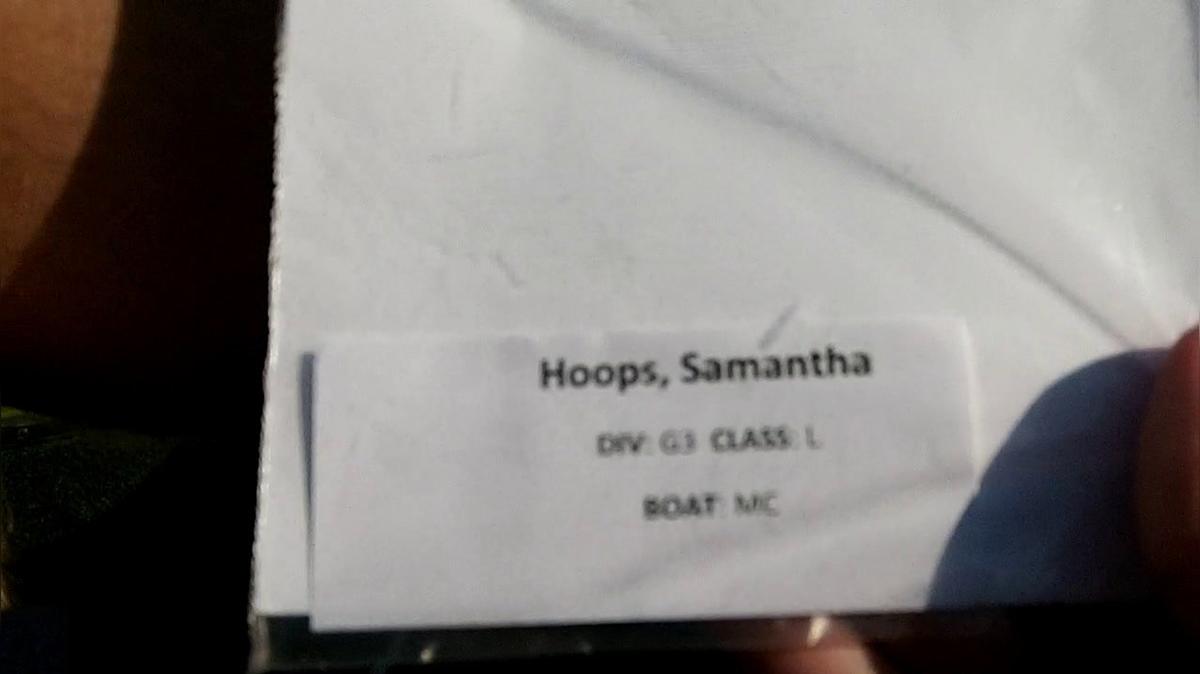 Hoops, Samantha
DIV: G3 CLASS: L
BOAT: MC